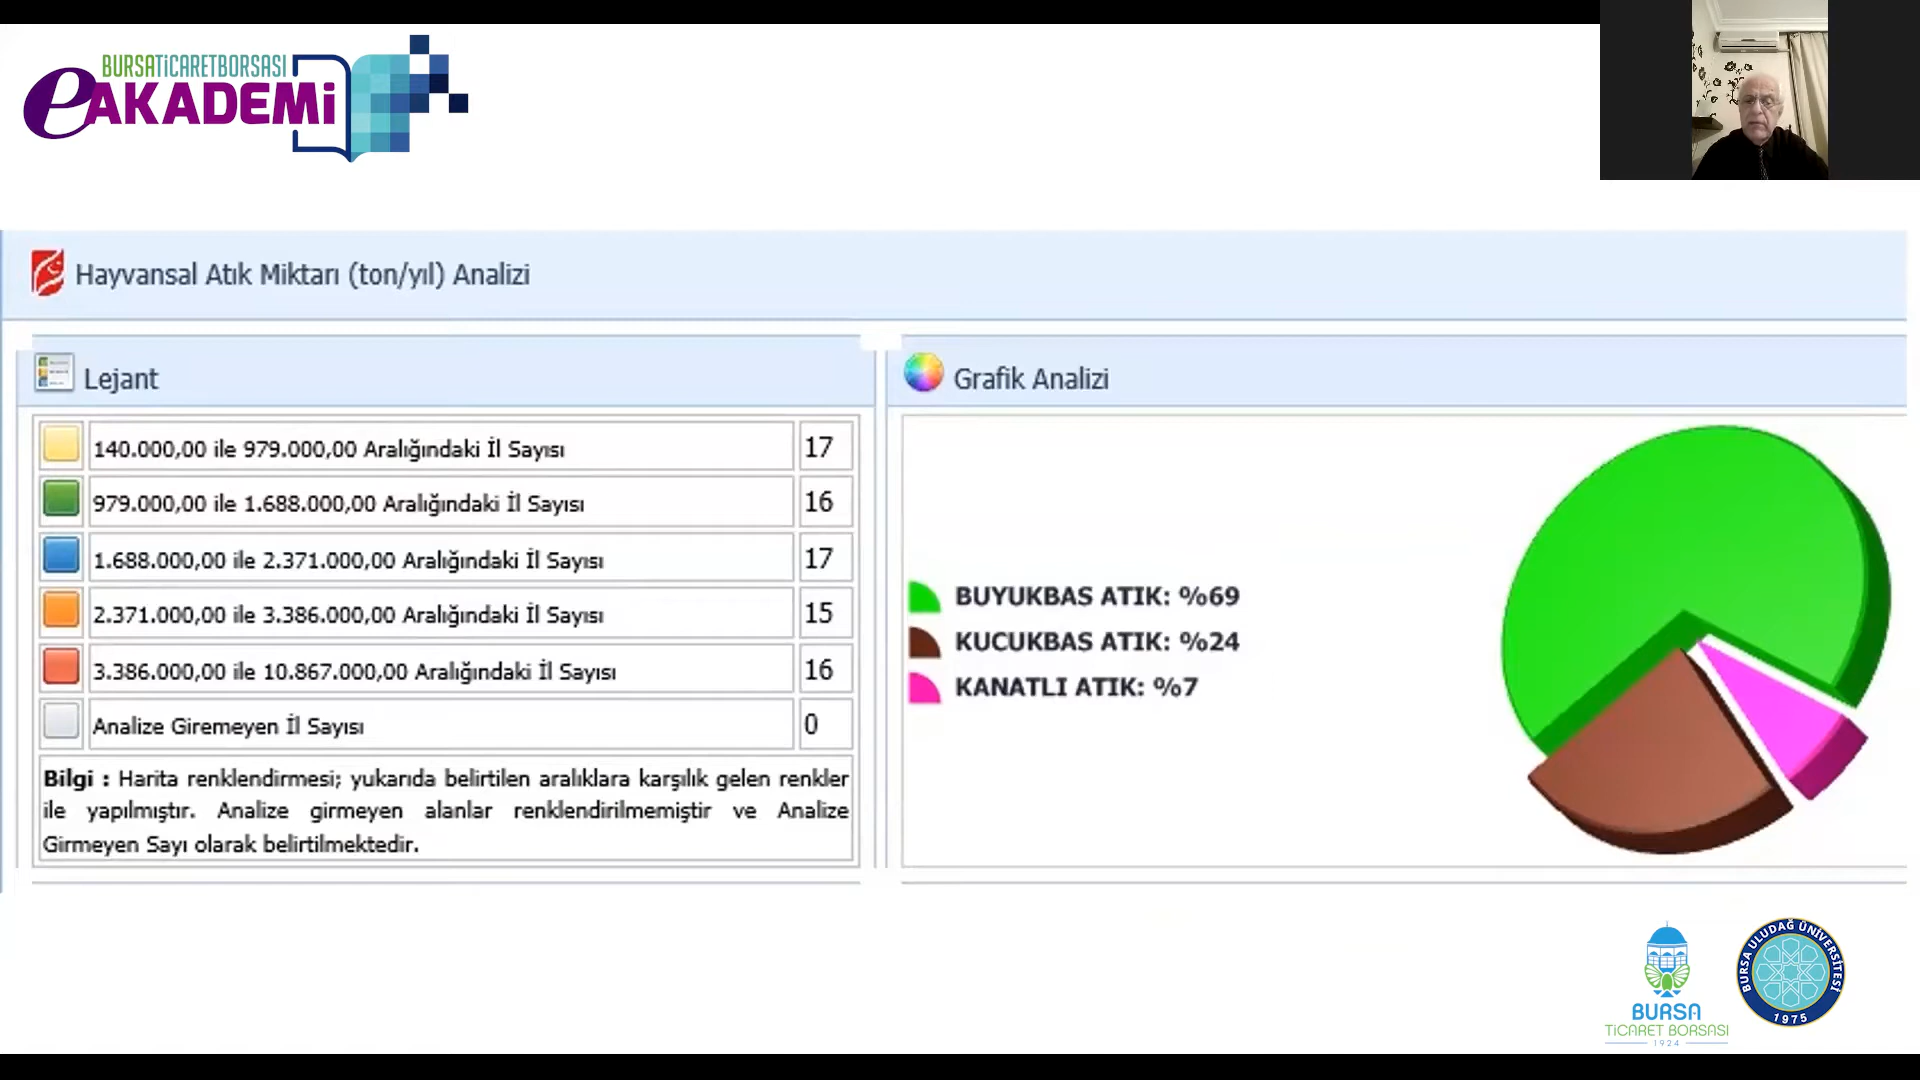 BURSATİCARETBORSASI
eAKADEMİ
Hayvansal Atık Miktarı (ton/yıl) Analizi
Lejant
140.000,00 ile 979.000,00 Aralığındaki İl Sayısı 17
979.000,00 ile 1.688.000,00 Aralığındaki İl Sayısı 16
1.688.000,00 ile 2.371.000,00 Aralığındaki İl Sayısı 17
2.371.000,00 ile 3.386.000,00 Aralığındaki İl Sayısı 15
3.386.000,00 ile 10.867.000,00 Aralığındaki İl Sayısı 16
Analize Giremeyen İl Sayısı 0
Bilgi : Harita renklendirmesi; yukarıda belirtilen aralıklara karşılık gelen renkler
ile yapılmıştır. Analize girmeyen alanlar renklendirilmemiştir ve Analize
Girmeyen Sayı olarak belirtilmektedir.
Grafik Analizi
BUYUKBAS ATIK: %69
KUCUKBAS ATIK: %24
KANATLI ATIK: %7
BURSA
TİCARET BORSASI
1924
BURSA ULUDAĞ ÜNİVERSİTESİ
1975